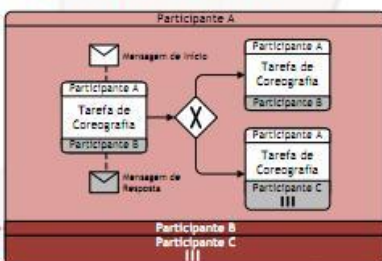 Participante A
Mensagem de Início
Participante A
Tarefa de
Coreografia
Participante B
Mensagem de
Resposta
X
Participante A
Tarefa de
Coreografia
Participante B
Participante A
Tarefa de
Coreografia
Participante C
Participante B
Participante C